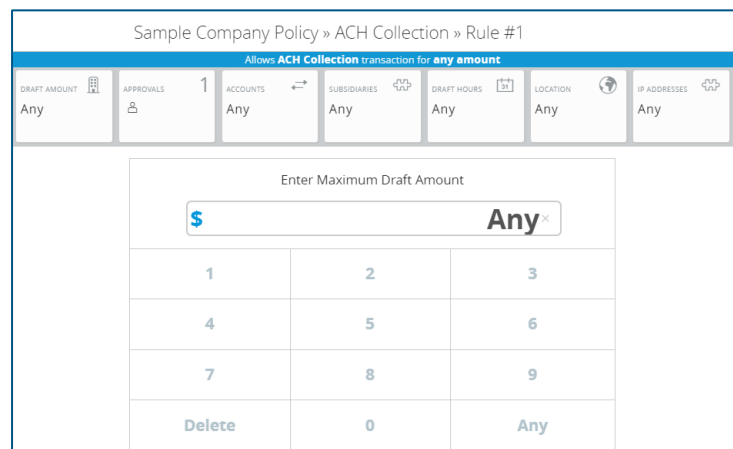 Sample Company Policy » ACH Collection » Rule #1
Allows ACH Collection transaction for any amount
DRAFT AMOUNT
Any
APPROVALS 1
ACCOUNTS
Any
SUBSIDIARIES
Any
DRAFT HOURS 31
Any
LOCATION
Any
IP ADDRESSES
Any
Enter Maximum Draft Amount
$ Any ×
1 2 3
4 5 6
7 8 9
Delete 0 Any